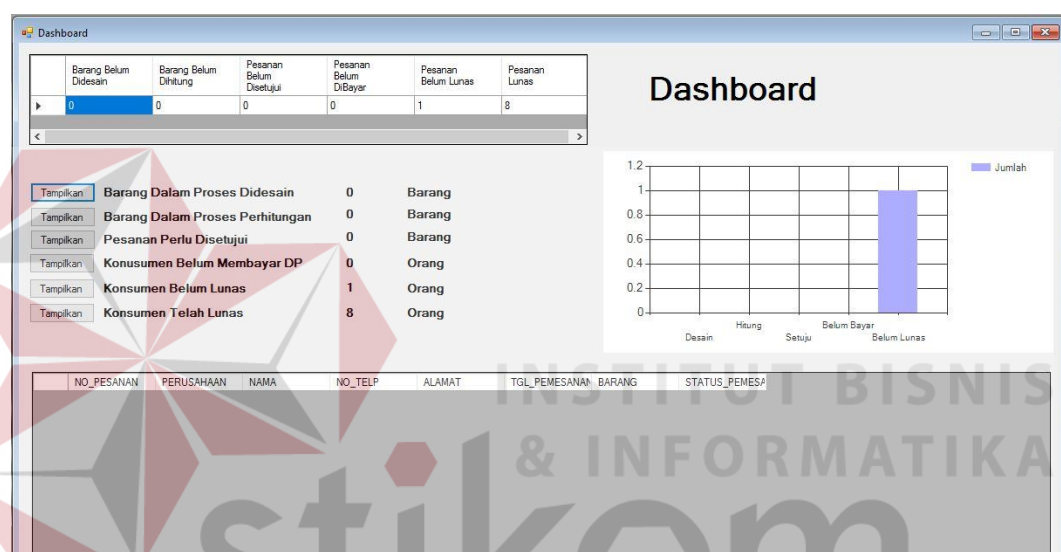 Dashboard
Barang Belum Didesain
Barang Belum Dihitung
Pesanan Belum Disetujui
Pesanan Belum DiBayar
Pesanan Belum Lunas
Pesanan Lunas
0 0 0 0 1 8
Dashboard
Tampilkan Barang Dalam Proses Didesain 0 Barang
Tampilkan Barang Dalam Proses Perhitungan 0 Barang
Tampilkan Pesanan Perlu Disetujui 0 Barang
Tampilkan Konusumen Belum Membayar DP 0 Orang
Tampilkan Konsumen Belum Lunas 1 Orang
Tampilkan Konsumen Telah Lunas 8 Orang
1.2
1
0.8
0.6
0.4
0.2
0
Jumlah
Hitung Belum Bayar
Desain Setuju Belum Lunas
NO_PESANAN PERUSAHAAN NAMA NO_TELP ALAMAT TGL_PEMESANAN BARANG STATUS_PEMESA
INSTITUT BISNIS
& INFORMATIKA
stikom